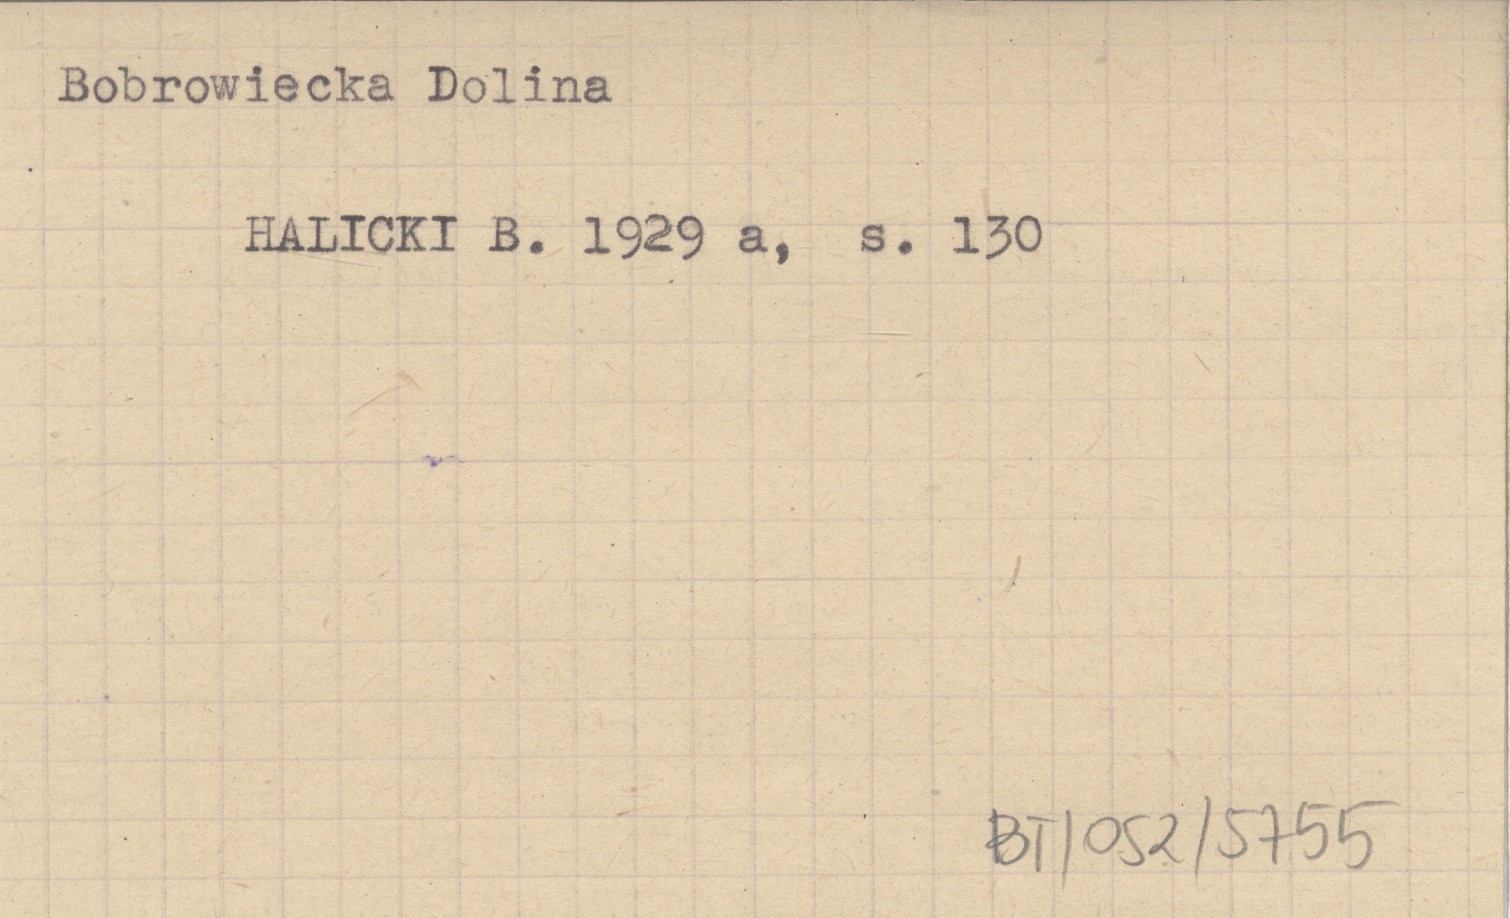 Bobrowiecka Dolina
HALICKI B. 1929 a, s. 130
BT/052/5755